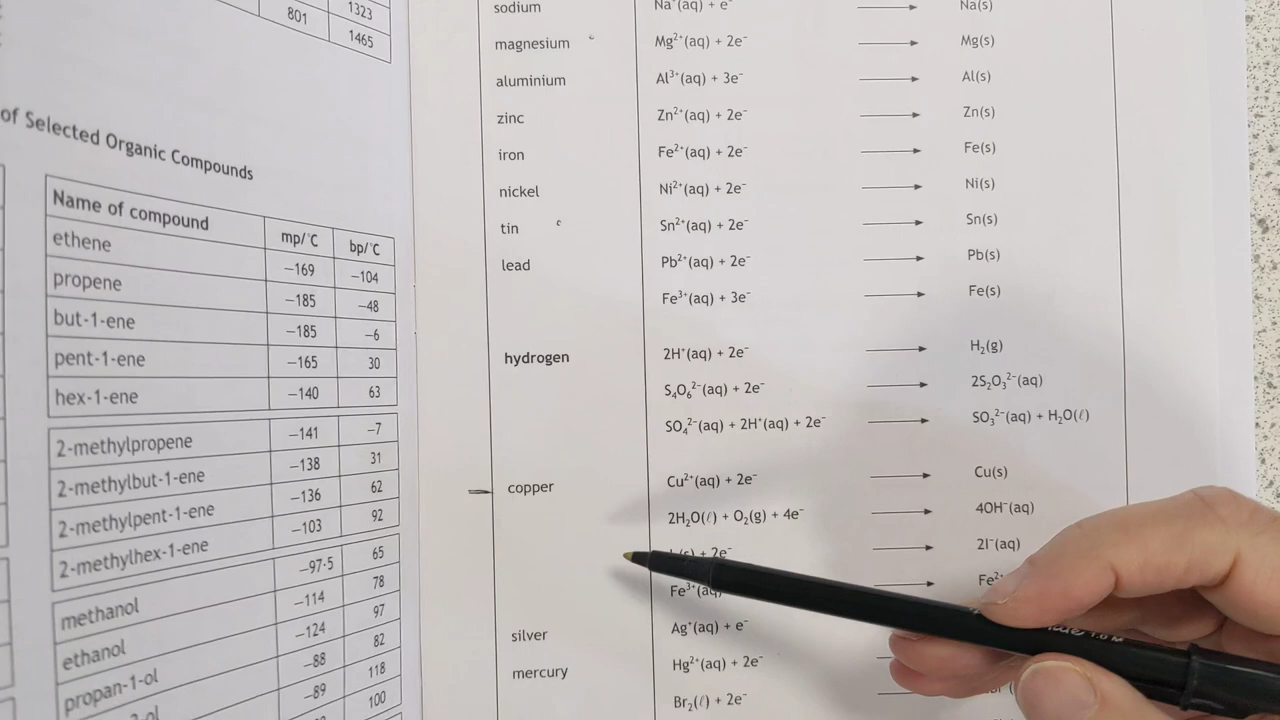 1323
801
1465
of Selected Organic Compounds
Name of compound mp/°C bp/°C
ethene −169 −104
propene −185 −48
but-1-ene −185 −6
pent-1-ene −165 30
hex-1-ene −140 63
2-methylpropene −141 −7
2-methylbut-1-ene −138 31
2-methylpent-1-ene −136 62
2-methylhex-1-ene −103 92
methanol −97·5 65
ethanol −114 78
propan-1-ol −124 97
−88 82
−89 118
100
sodium Na⁺(aq) + e⁻ ⟶ Na(s)
magnesium Mg²⁺(aq) + 2e⁻ ⟶ Mg(s)
aluminium Al³⁺(aq) + 3e⁻ ⟶ Al(s)
zinc Zn²⁺(aq) + 2e⁻ ⟶ Zn(s)
iron Fe²⁺(aq) + 2e⁻ ⟶ Fe(s)
nickel Ni²⁺(aq) + 2e⁻ ⟶ Ni(s)
tin Sn²⁺(aq) + 2e⁻ ⟶ Sn(s)
lead Pb²⁺(aq) + 2e⁻ ⟶ Pb(s)
Fe³⁺(aq) + 3e⁻ ⟶ Fe(s)
hydrogen 2H⁺(aq) + 2e⁻ ⟶ H₂(g)
S₄O₆²⁻(aq) + 2e⁻ ⟶ 2S₂O₃²⁻(aq)
SO₄²⁻(aq) + 2H⁺(aq) + 2e⁻ ⟶ SO₃²⁻(aq) + H₂O(ℓ)
copper Cu²⁺(aq) + 2e⁻ ⟶ Cu(s)
2H₂O(ℓ) + O₂(g) + 4e⁻ ⟶ 4OH⁻(aq)
+ 2e⁻ ⟶ 2I⁻(aq)
Fe³⁺(aq) ⟶
silver Ag⁺(aq) + e⁻
mercury Hg²⁺(aq) + 2e⁻
Br₂(ℓ) + 2e⁻